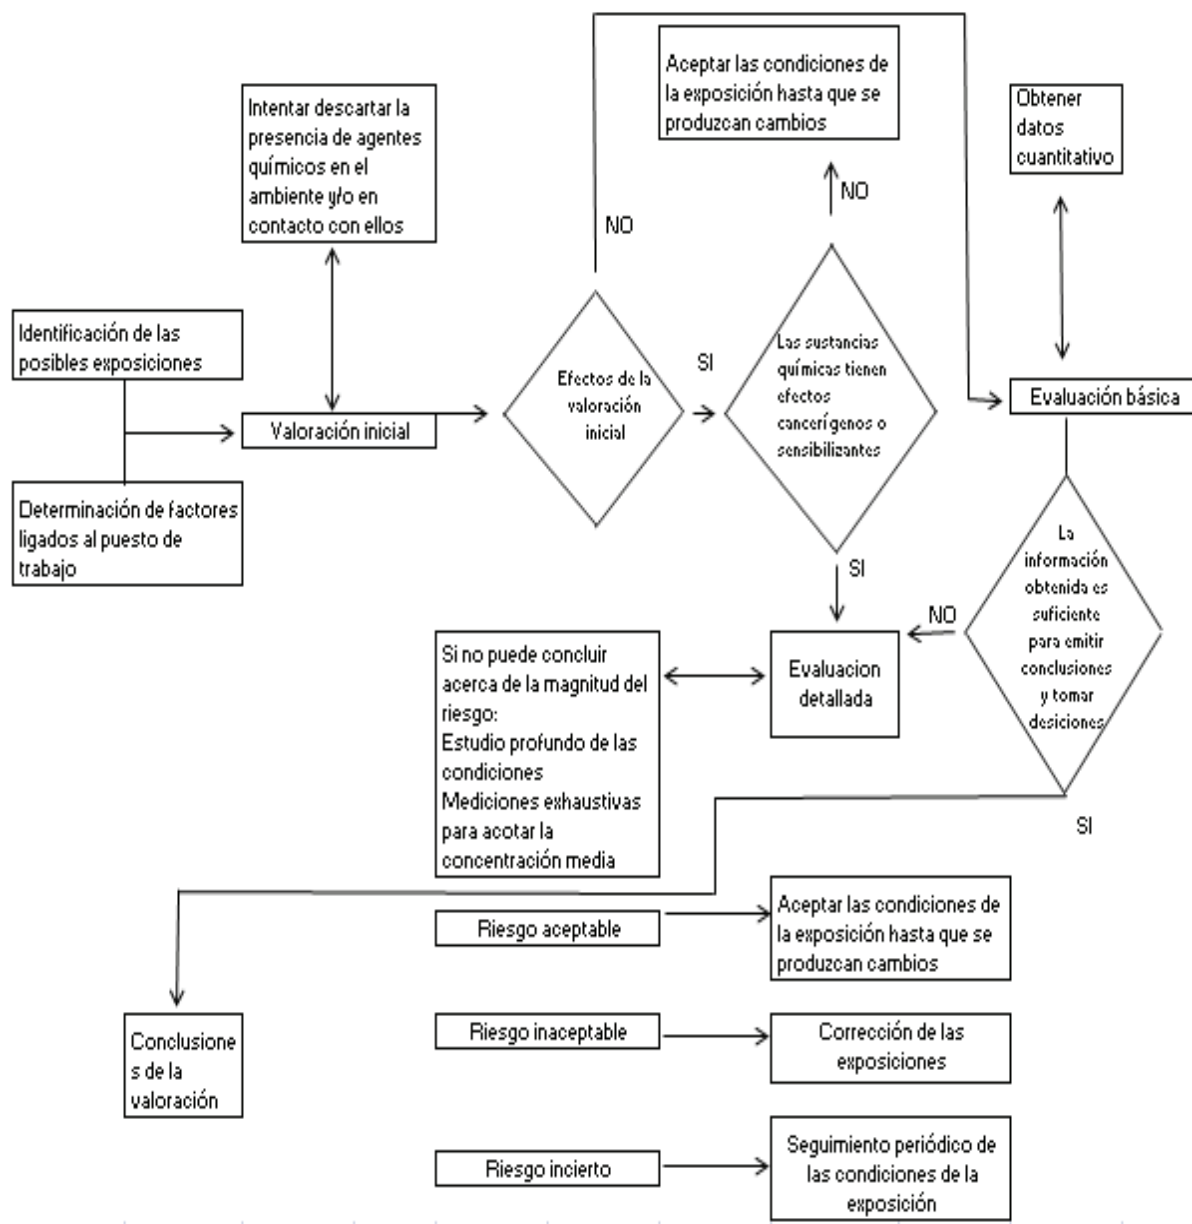 Aceptar las condiciones de
la exposición hasta que se
produzcan cambios
Intentar descartar la
presencia de agentes
químicos en el
ambiente y/o en
contacto con ellos
Obtener
datos
cuantitativo
NO
NO
Identificación de las
posibles exposiciones
Valoración inicial
Determinación de factores
ligados al puesto de
trabajo
Efectos de la
valoración
inicial
SI
Las sustancias
químicas tienen
efectos
cancerígenos o
sensibilizantes
Evaluación básica
SI
La
información
obtenida es
suficiente
para emitir
conclusiones
y tomar
desiciones
NO
SI
Si no puede concluir
acerca de la magnitud del
riesgo:
Estudio profundo de las
condiciones
Mediciones exhaustivas
para acotar la
concentración media
Evaluacion
detallada
Conclusione
s de la
valoración
Riesgo aceptable
Aceptar las condiciones de
la exposición hasta que se
produzcan cambios
Riesgo inaceptable
Corrección de las
exposiciones
Riesgo incierto
Seguimiento periódico de
las condiciones de la
exposición